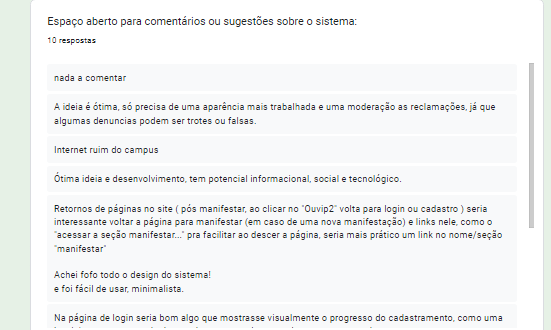 Espaço aberto para comentários ou sugestões sobre o sistema:
10 respostas
nada a comentar
A ideia é ótima, só precisa de uma aparência mais trabalhada e uma moderação as reclamações, já que
algumas denuncias podem ser trotes ou falsas.
Internet ruim do campus
Ótima ideia e desenvolvimento, tem potencial informacional, social e tecnológico.
Retornos de páginas no site ( pós manifestar, ao clicar no "Ouvip2" volta para login ou cadastro ) seria
interessante voltar a página para manifestar (em caso de uma nova manifestação) e links nele, como o
"acessar a seção manifestar..." pra facilitar ao descer a página, seria mais prático um link no nome/seção
"manifestar"
Achei fofo todo o design do sistema!
e foi fácil de usar, minimalista.
Na página de login seria bom algo que mostrasse visualmente o progresso do cadastramento, como uma